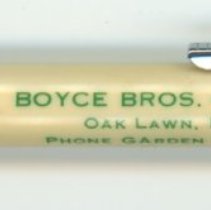 BOYCE BROS.
OAK LAWN,
PHONE GARDEN